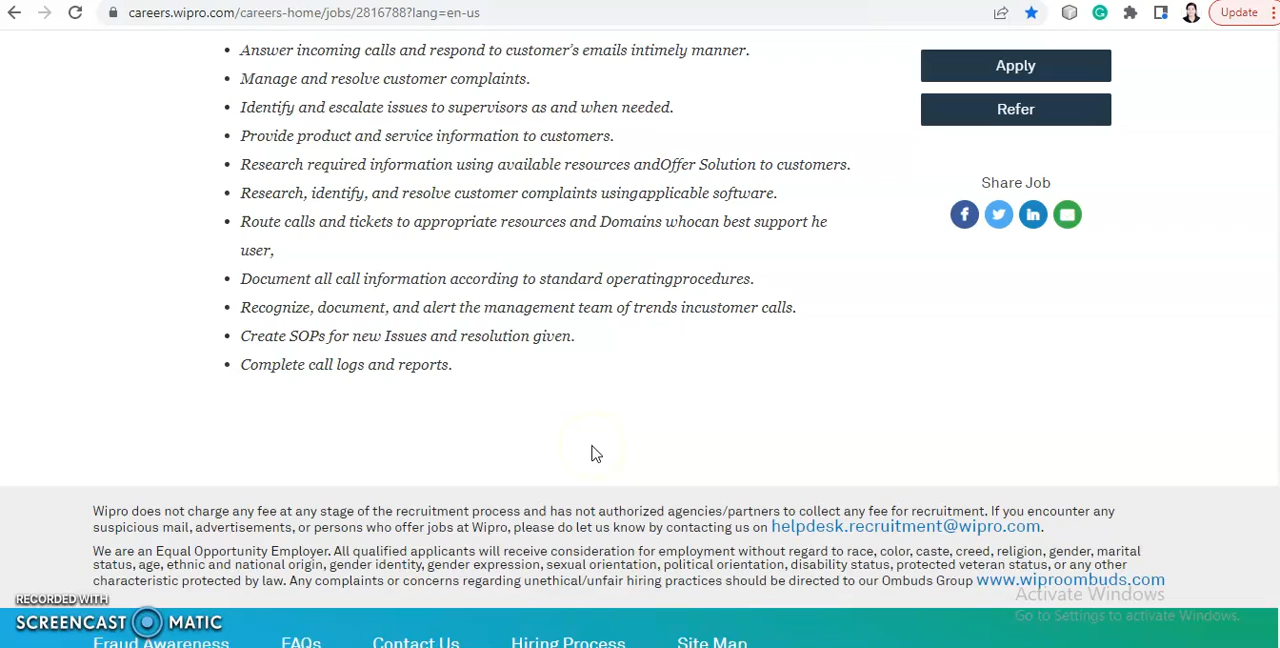 careers.wipro.com/careers-home/jobs/2816788?lang=en-us
Update
Answer incoming calls and respond to customer's emails intimely manner.
Manage and resolve customer complaints.
Identify and escalate issues to supervisors as and when needed.
Provide product and service information to customers.
Research required information using available resources andOffer Solution to customers.
Research, identify, and resolve customer complaints usingapplicable software.
Route calls and tickets to appropriate resources and Domains whocan best support he
user,
Document all call information according to standard operatingprocedures.
Recognize, document, and alert the management team of trends incustomer calls.
Create SOPs for new Issues and resolution given.
Complete call logs and reports.
Apply
Refer
Share Job
Wipro does not charge any fee at any stage of the recruitment process and has not authorized agencies/partners to collect any fee for recruitment. If you encounter any
suspicious mail, advertisements, or persons who offer jobs at Wipro, please do let us know by contacting us on helpdesk.recruitment@wipro.com.
We are an Equal Opportunity Employer. All qualified applicants will receive consideration for employment without regard to race, color, caste, creed, religion, gender, marital
status, age, ethnic and national origin, gender identity, gender expression, sexual orientation, political orientation, disability status, protected veteran status, or any other
characteristic protected by law. Any complaints or concerns regarding unethical/unfair hiring practices should be directed to our Ombuds Group www.wiproombuds.com
Activate Windows
Go to Settings to activate Windows.
RECORDED WITH
SCREENCAST MATIC
Fraud Awareness FAQs Contact Us Hiring Process Site Map